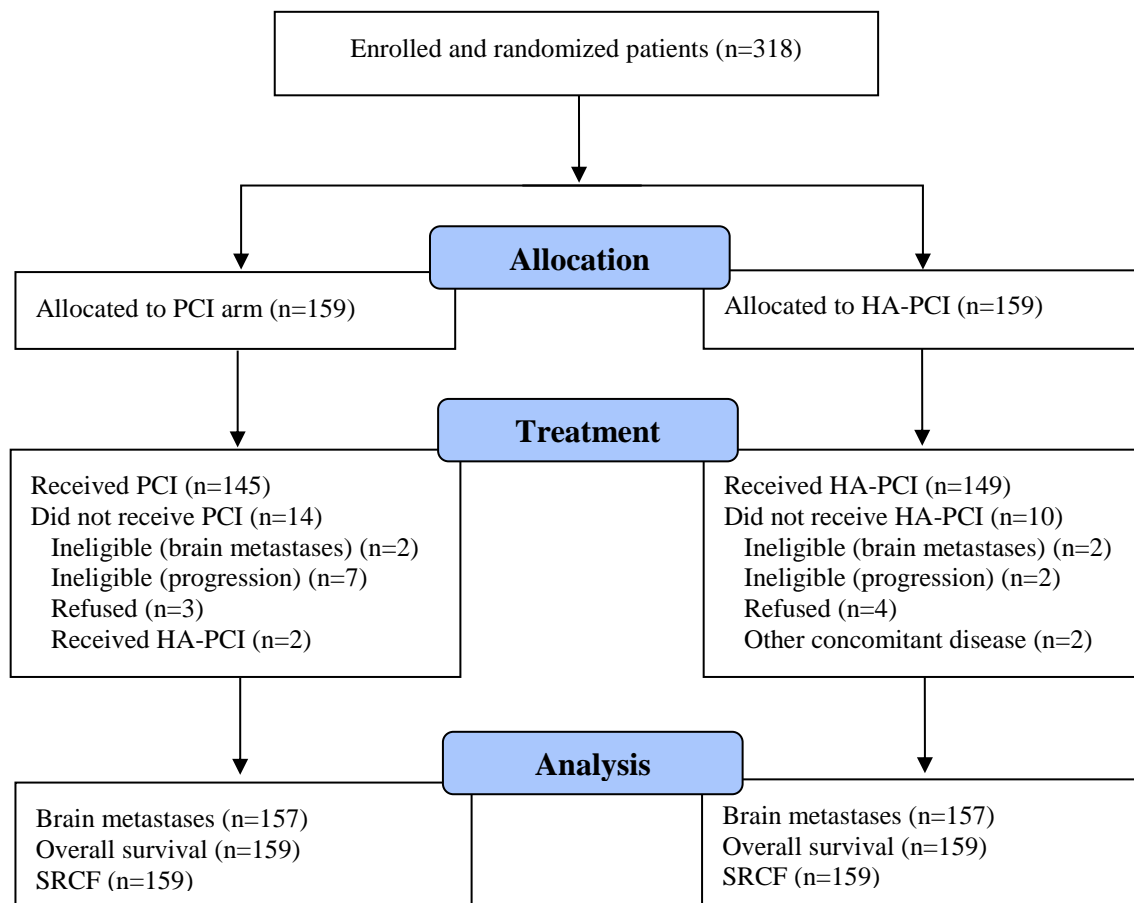 Enrolled and randomized patients (n=318)
Allocation
Allocated to PCI arm (n=159)
Allocated to HA-PCI (n=159)
Treatment
Received PCI (n=145)
Did not receive PCI (n=14)
Ineligible (brain metastases) (n=2)
Ineligible (progression) (n=7)
Refused (n=3)
Received HA-PCI (n=2)
Received HA-PCI (n=149)
Did not receive HA-PCI (n=10)
Ineligible (brain metastases) (n=2)
Ineligible (progression) (n=2)
Refused (n=4)
Other concomitant disease (n=2)
Analysis
Brain metastases (n=157)
Overall survival (n=159)
SRCF (n=159)
Brain metastases (n=157)
Overall survival (n=159)
SRCF (n=159)